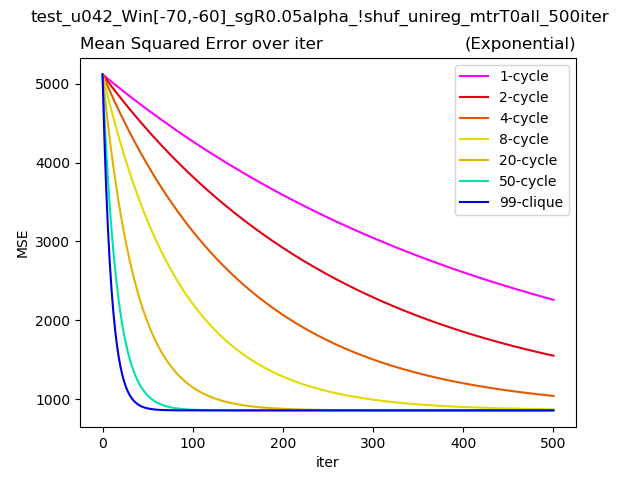 test_u042_Win[-70,-60]_sgR0.05alpha_!shuf_unireg_mtrT0all_500iter
Mean Squared Error over iter (Exponential)
1-cycle
2-cycle
4-cycle
8-cycle
20-cycle
50-cycle
99-clique
MSE
5000
4000
3000
2000
1000
0 100 200 300 400 500
iter